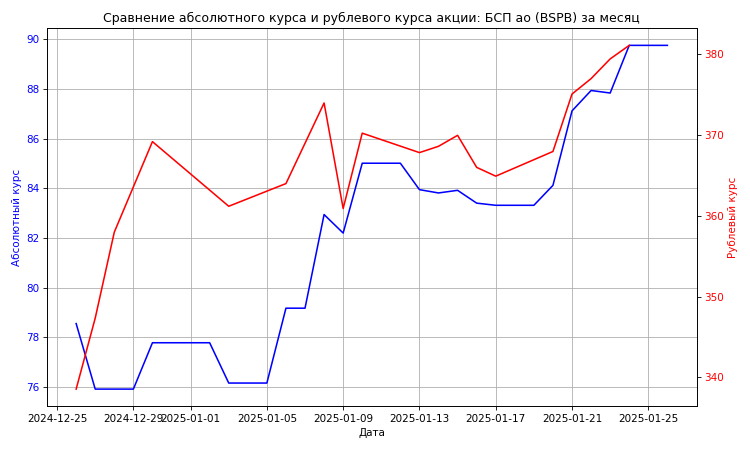 Сравнение абсолютного курса и рублевого курса акции: БСП ао (BSPB) за месяц
90
88
86
84
82
80
78
76
Абсолютный курс
380
370
360
350
340
Рублевый курс
2024-12-25 2024-12-29 2025-01-01 2025-01-05 2025-01-09 2025-01-13 2025-01-17 2025-01-21 2025-01-25
Дата